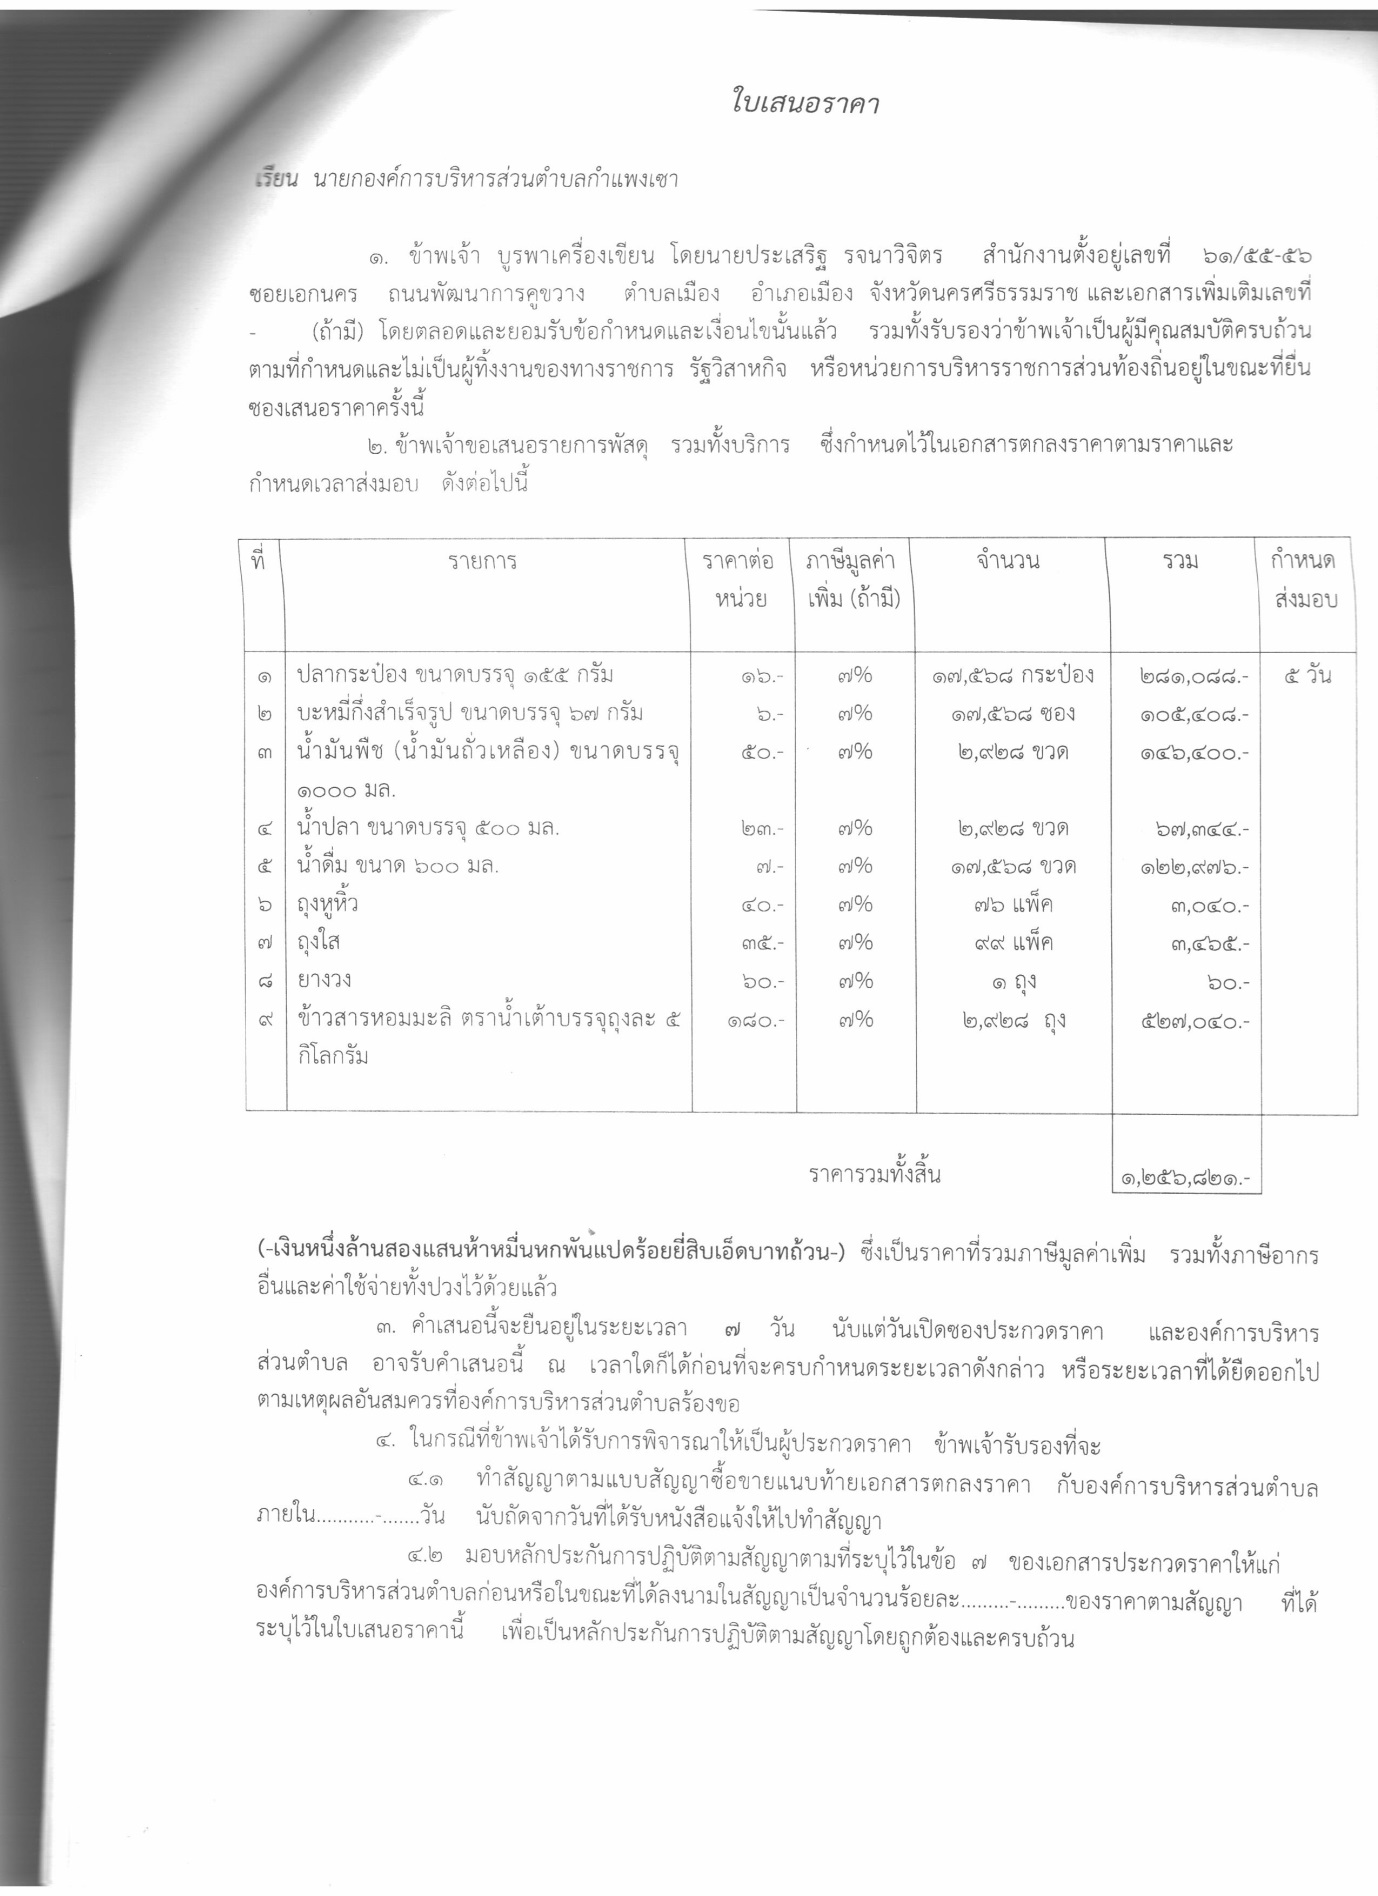 ใบเสนอราคา
เรียน นายกองค์การบริหารส่วนตำบลกำแพงเซา
๑. ข้าพเจ้า บูรพาเครื่องเขียน โดยนายประเสริฐ รจนาวิจิตร สำนักงานตั้งอยู่เลขที่ ๖๑/๕๕-๕๖
ซอยเอกนคร ถนนพัฒนาการคูขวาง ตำบลเมือง อำเภอเมือง จังหวัดนครศรีธรรมราช และเอกสารเพิ่มเติมเลขที่
- (ถ้ามี) โดยตลอดและยอมรับข้อกำหนดและเงื่อนไขนั้นแล้ว รวมทั้งรับรองว่าข้าพเจ้าเป็นผู้มีคุณสมบัติครบถ้วน
ตามที่กำหนดและไม่เป็นผู้ทิ้งงานของทางราชการ รัฐวิสาหกิจ หรือหน่วยการบริหารราชการส่วนท้องถิ่นอยู่ในขณะที่ยื่น
ซองเสนอราคาครั้งนี้
๒. ข้าพเจ้าขอเสนอรายการพัสดุ รวมทั้งบริการ ซึ่งกำหนดไว้ในเอกสารตกลงราคาตามราคาและ
กำหนดเวลาส่งมอบ ดังต่อไปนี้
ที่ รายการ ราคาต่อ ภาษีมูลค่า จำนวน รวม กำหนด
หน่วย เพิ่ม (ถ้ามี) ส่งมอบ
๑ ปลากระป๋อง ขนาดบรรจุ ๑๕๕ กรัม ๑๖.- ๗% ๑๗,๕๖๘ กระป๋อง ๒๘๑,๐๘๘.- ๕ วัน
๒ บะหมี่กึ่งสำเร็จรูป ขนาดบรรจุ ๖๗ กรัม ๖.- ๗% ๑๗,๕๖๘ ซอง ๑๐๕,๔๐๘.-
๓ น้ำมันพืช (น้ำมันถั่วเหลือง) ขนาดบรรจุ ๕๐.- ๗% ๒,๙๒๘ ขวด ๑๔๖,๔๐๐.-
๑๐๐๐ มล.
๔ น้ำปลา ขนาดบรรจุ ๕๐๐ มล. ๒๓.- ๗% ๒,๙๒๘ ขวด ๖๗,๓๔๔.-
๕ น้ำดื่ม ขนาด ๖๐๐ มล. ๗.- ๗% ๑๗,๕๖๘ ขวด ๑๒๒,๙๗๖.-
๖ ถุงหูหิ้ว ๔๐.- ๗% ๗๖ แพ็ค ๓,๐๔๐.-
๗ ถุงใส ๓๕.- ๗% ๙๙ แพ็ค ๓,๔๖๕.-
๘ ยางวง ๖๐.- ๗% ๑ ถุง ๖๐.-
๙ ข้าวสารหอมมะลิ ตราน้ำเต้าบรรจุถุงละ ๕ ๑๘๐.- ๗% ๒,๙๒๘ ถุง ๕๒๗,๐๔๐.-
กิโลกรัม
ราคารวมทั้งสิ้น ๑,๒๕๖,๘๒๑.-
(-เงินหนึ่งล้านสองแสนห้าหมื่นหกพันแปดร้อยยี่สิบเอ็ดบาทถ้วน-) ซึ่งเป็นราคาที่รวมภาษีมูลค่าเพิ่ม รวมทั้งภาษีอากร
อื่นและค่าใช้จ่ายทั้งปวงไว้ด้วยแล้ว
๓. คำเสนอนี้จะยืนอยู่ในระยะเวลา ๗ วัน นับแต่วันเปิดซองประกวดราคา และองค์การบริหาร
ส่วนตำบล อาจรับคำเสนอนี้ ณ เวลาใดก็ได้ก่อนที่จะครบกำหนดระยะเวลาดังกล่าว หรือระยะเวลาที่ได้ยืดออกไป
ตามเหตุผลอันสมควรที่องค์การบริหารส่วนตำบลร้องขอ
๔. ในกรณีที่ข้าพเจ้าได้รับการพิจารณาให้เป็นผู้ประกวดราคา ข้าพเจ้ารับรองที่จะ
๔.๑ ทำสัญญาตามแบบสัญญาซื้อขายแนบท้ายเอกสารตกลงราคา กับองค์การบริหารส่วนตำบล
ภายใน...........-.......วัน นับถัดจากวันที่ได้รับหนังสือแจ้งให้ไปทำสัญญา
๔.๒ มอบหลักประกันการปฏิบัติตามสัญญาตามที่ระบุไว้ในข้อ ๗ ของเอกสารประกวดราคาให้แก่
องค์การบริหารส่วนตำบลก่อนหรือในขณะที่ได้ลงนามในสัญญาเป็นจำนวนร้อยละ.........-.........ของราคาตามสัญญา ที่ได้
ระบุไว้ในใบเสนอราคานี้ เพื่อเป็นหลักประกันการปฏิบัติตามสัญญาโดยถูกต้องและครบถ้วน